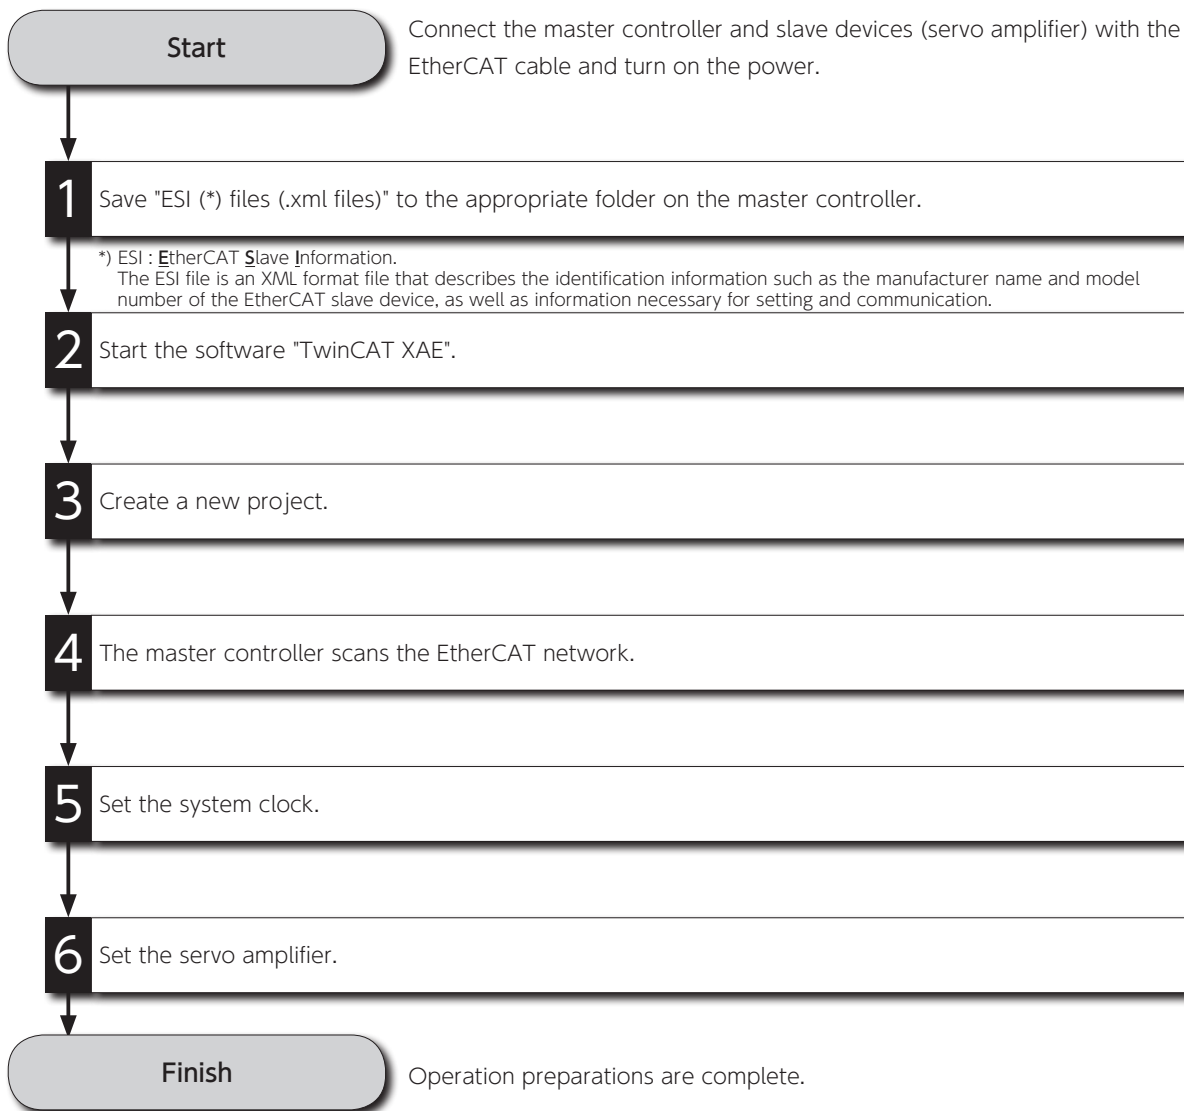 Start
Connect the master controller and slave devices (servo amplifier) with the
EtherCAT cable and turn on the power.
1
Save "ESI (*) files (.xml files)" to the appropriate folder on the master controller.
*) ESI : EtherCAT Slave Information.
The ESI file is an XML format file that describes the identification information such as the manufacturer name and model
number of the EtherCAT slave device, as well as information necessary for setting and communication.
2
Start the software "TwinCAT XAE".
3
Create a new project.
4
The master controller scans the EtherCAT network.
5
Set the system clock.
6
Set the servo amplifier.
Finish
Operation preparations are complete.